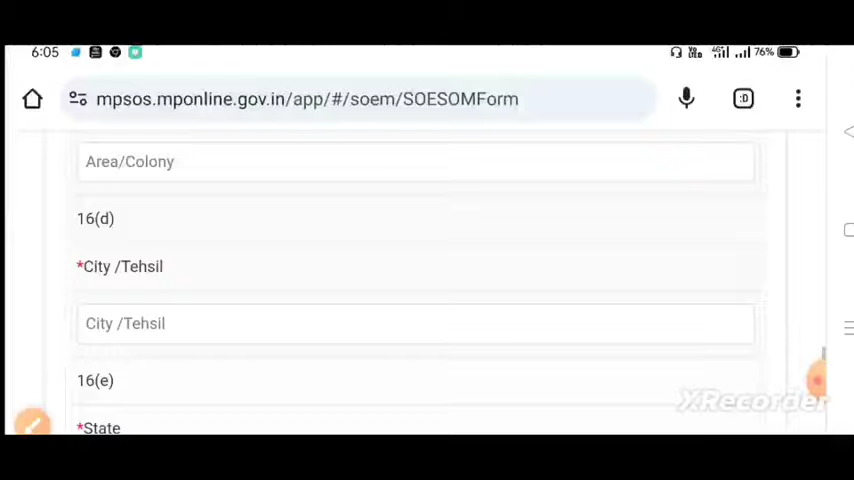 6:05 4G 76%
mpsos.mponline.gov.in/app/#/soem/SOESOMForm :D
Area/Colony
16(d)
*City /Tehsil
City /Tehsil
16(e)
XRecorder
*State